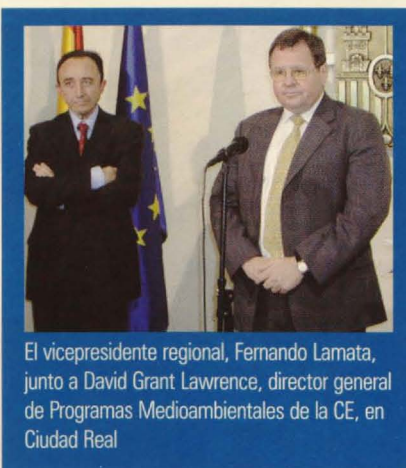 El vicepresidente regional, Fernando Lamata,
junto a David Grant Lawrence, director general
de Programas Medioambientales de la CE, en
Ciudad Real